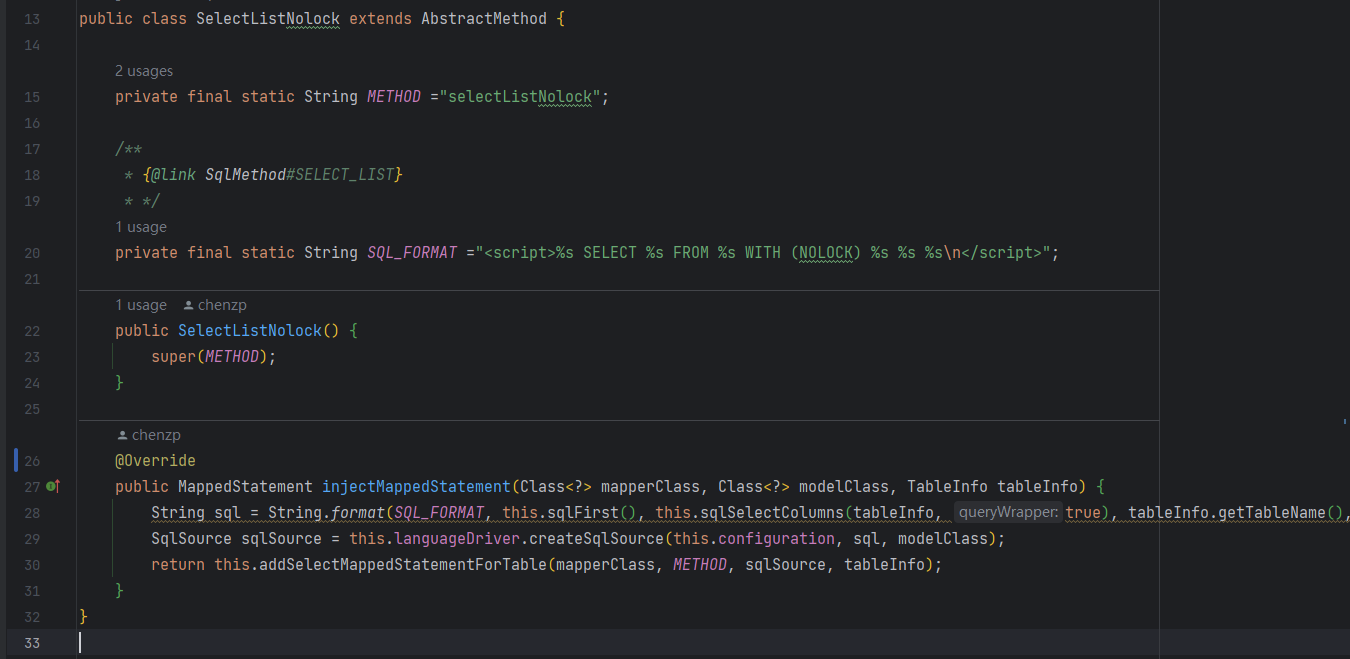 13 public class SelectListNolock extends AbstractMethod {
14
2 usages
15 private final static String METHOD ="selectListNolock";
16
17 /**
18 * {@link SqlMethod#SELECT_LIST}
19 * */
1 usage
20 private final static String SQL_FORMAT ="<script>%s SELECT %s FROM %s WITH (NOLOCK) %s %s %s\n</script>";
21
1 usage chenzp
22 public SelectListNolock() {
23 super(METHOD);
24 }
25
chenzp
26 @Override
27 public MappedStatement injectMappedStatement(Class<?> mapperClass, Class<?> modelClass, TableInfo tableInfo) {
28 String sql = String.format(SQL_FORMAT, this.sqlFirst(), this.sqlSelectColumns(tableInfo, queryWrapper: true), tableInfo.getTableName(),
29 SqlSource sqlSource = this.languageDriver.createSqlSource(this.configuration, sql, modelClass);
30 return this.addSelectMappedStatementForTable(mapperClass, METHOD, sqlSource, tableInfo);
31 }
32 }
33